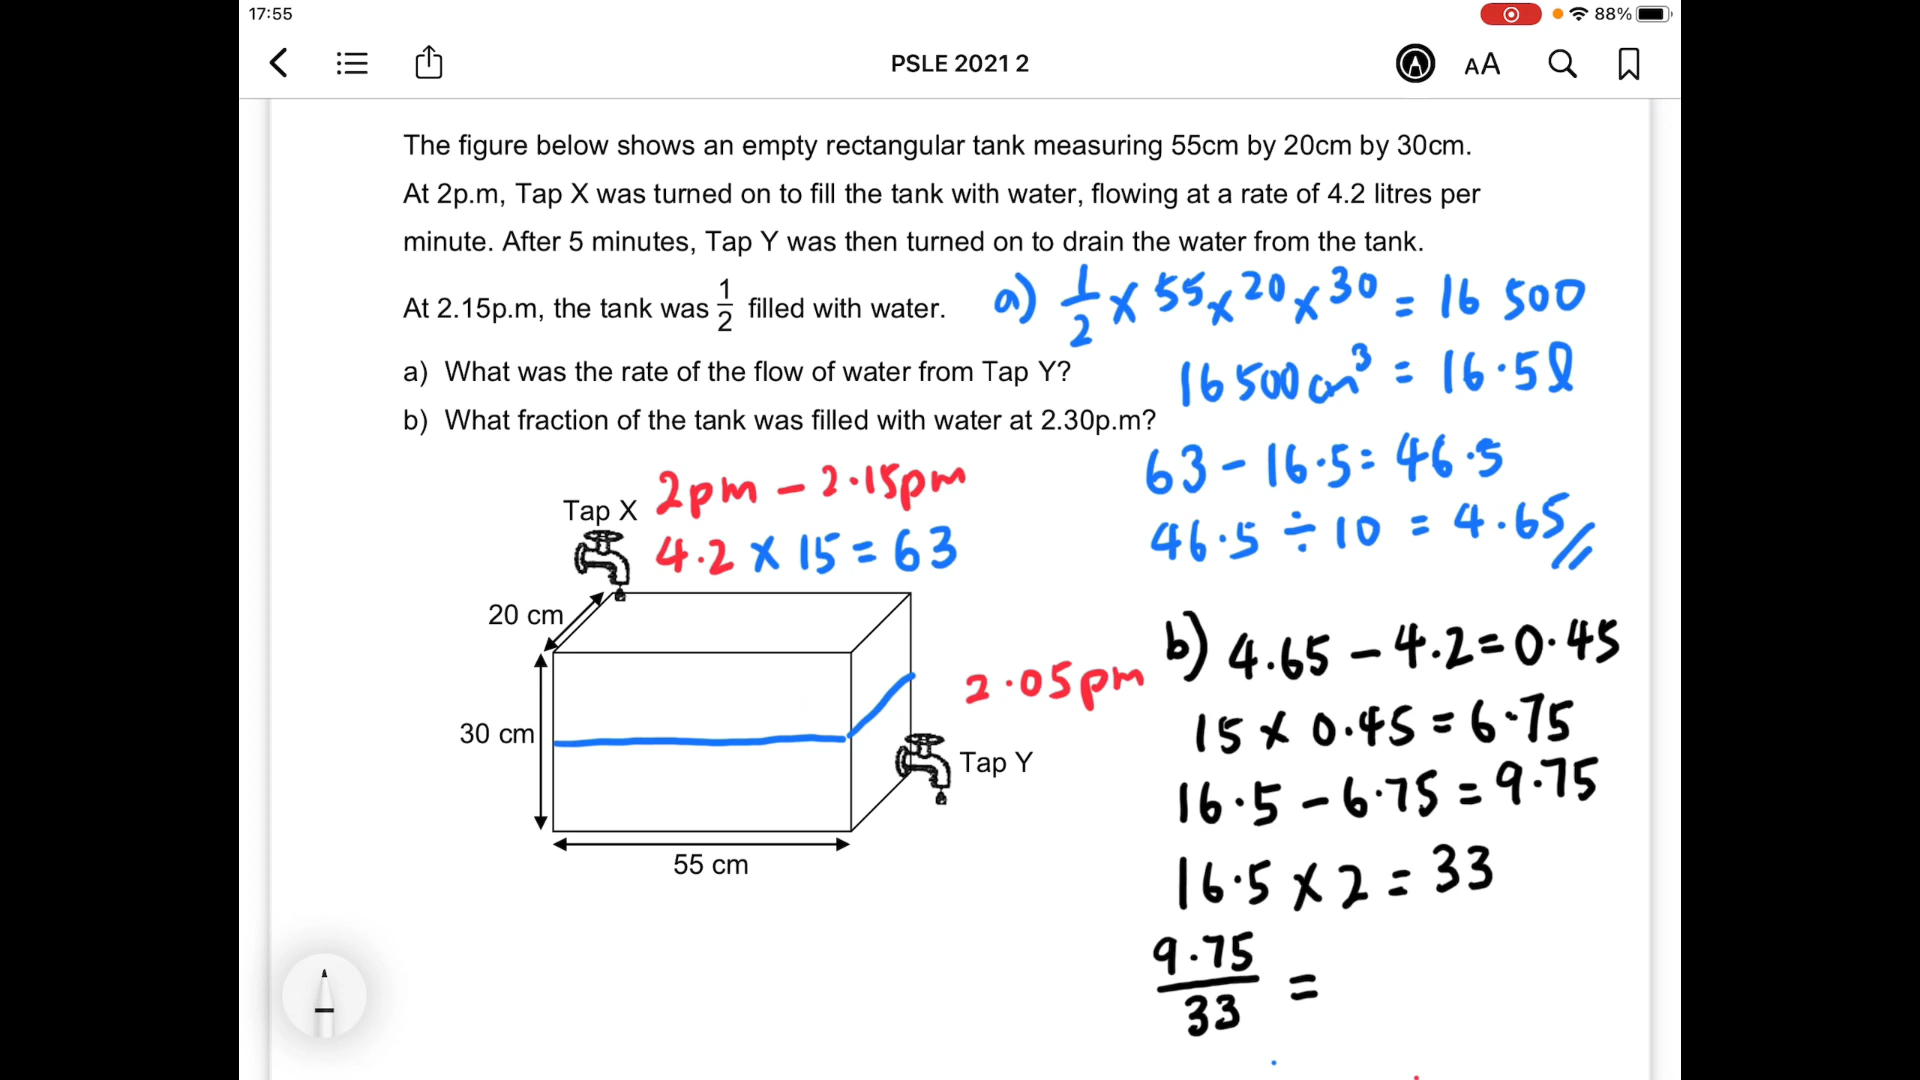 17:55
88%
PSLE 2021 2
AA
The figure below shows an empty rectangular tank measuring 55cm by 20cm by 30cm.
At 2p.m, Tap X was turned on to fill the tank with water, flowing at a rate of 4.2 litres per
minute. After 5 minutes, Tap Y was then turned on to drain the water from the tank.
At 2.15p.m, the tank was 1/2 filled with water.
a) 1/2 x 55 x 20 x 30 = 16 500
a) What was the rate of the flow of water from Tap Y?
16 500 cm³ = 16.5 l
b) What fraction of the tank was filled with water at 2.30p.m?
63 - 16.5 = 46.5
46.5 ÷ 10 = 4.65
Tap X
2pm - 2.15pm
4.2 x 15 = 63
20 cm
30 cm
55 cm
2.05pm
Tap Y
b) 4.65 - 4.2 = 0.45
15 x 0.45 = 6.75
16.5 - 6.75 = 9.75
16.5 x 2 = 33
9.75/33 =